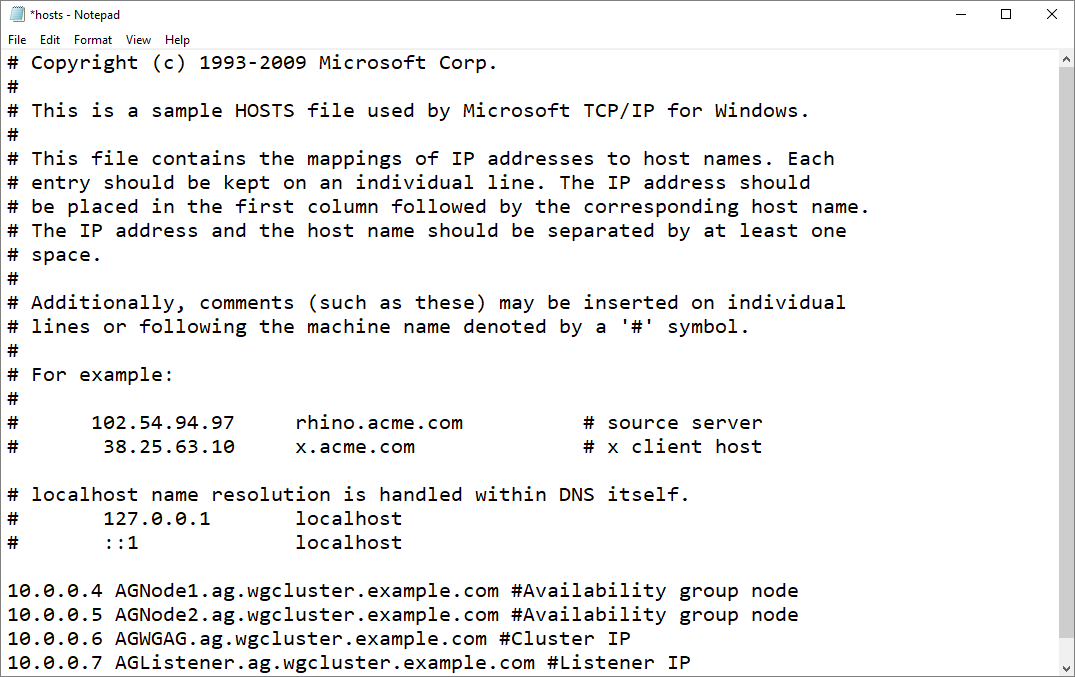 *hosts - Notepad
File Edit Format View Help
# Copyright (c) 1993-2009 Microsoft Corp.
#
# This is a sample HOSTS file used by Microsoft TCP/IP for Windows.
#
# This file contains the mappings of IP addresses to host names. Each
# entry should be kept on an individual line. The IP address should
# be placed in the first column followed by the corresponding host name.
# The IP address and the host name should be separated by at least one
# space.
#
# Additionally, comments (such as these) may be inserted on individual
# lines or following the machine name denoted by a '#' symbol.
#
# For example:
#
#      102.54.94.97     rhino.acme.com          # source server
#       38.25.63.10     x.acme.com              # x client host

# localhost name resolution is handled within DNS itself.
#       127.0.0.1       localhost
#       ::1             localhost

10.0.0.4 AGNode1.ag.wgcluster.example.com #Availability group node
10.0.0.5 AGNode2.ag.wgcluster.example.com #Availability group node
10.0.0.6 AGWGAG.ag.wgcluster.example.com #Cluster IP
10.0.0.7 AGListener.ag.wgcluster.example.com #Listener IP